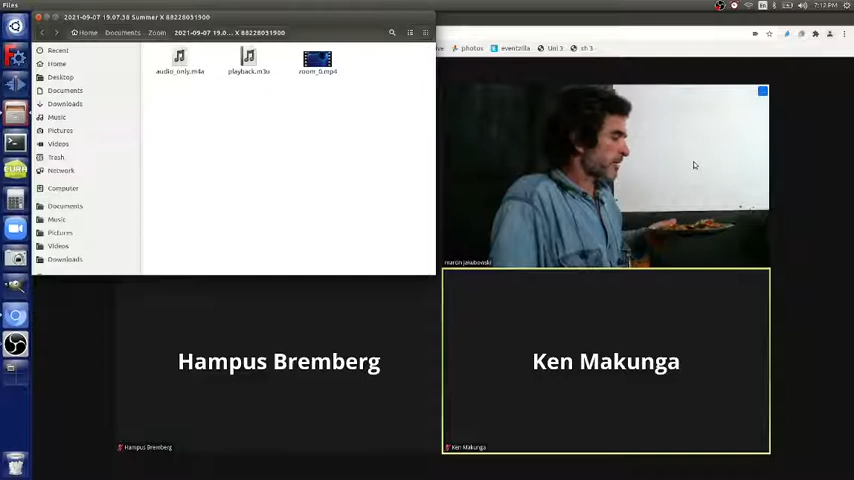 Files
7:12 PM
2021-09-07 19.07.38 Summer X 88228031900
Home
Documents
Zoom
2021-09-07 19.0... X 88228031900
photos
eventzilla
Uni 3
sh 3
Recent
Home
Desktop
Documents
Downloads
Music
Pictures
Videos
Trash
Network
Computer
Documents
Music
Pictures
Videos
Downloads
audio_only.m4a
playback.m3u
zoom_0.mp4
marcin jakubowski
Hampus Bremberg
Ken Makunga
Hampus Bremberg
Ken Makunga